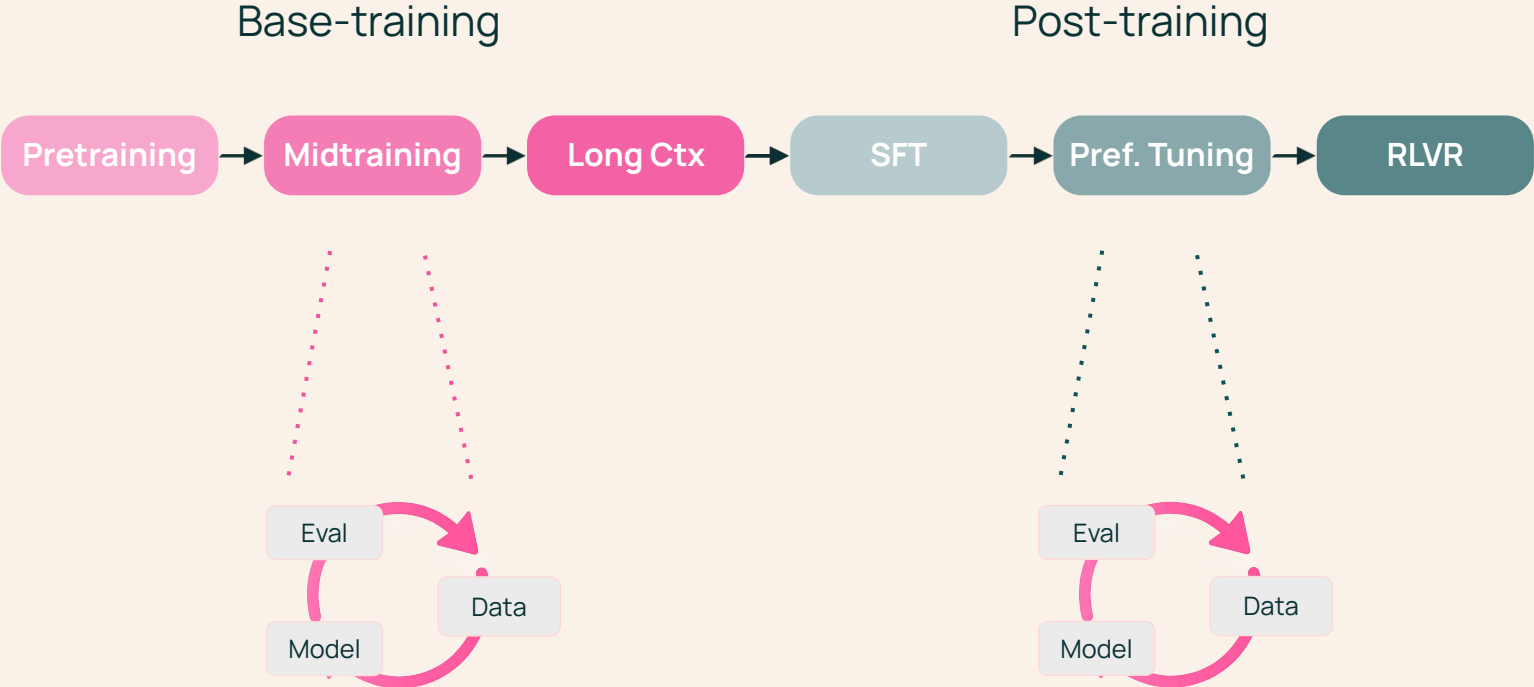 Base-training
Post-training
Pretraining
Midtraining
Long Ctx
SFT
Pref. Tuning
RLVR
Eval
Data
Model
Eval
Data
Model